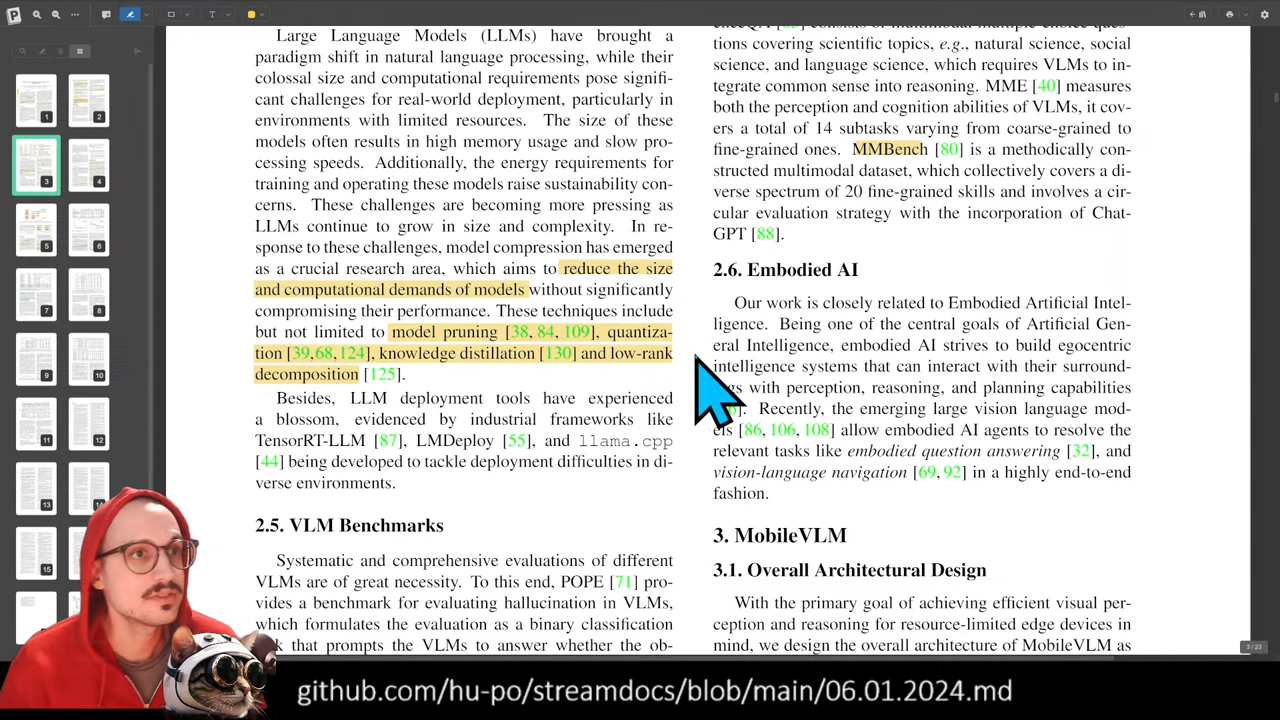 Large Language Models (LLMs) have brought a
paradigm shift in natural language processing, while their
colossal size and computational requirements pose signifi-
cant challenges for real-world deployment, particularly in
environments with limited resources. The size of these
models often results in high memory usage and slow pro-
cessing speeds. Additionally, the energy requirements for
training and operating these models raise sustainability con-
cerns. These challenges are becoming more pressing as
LLMs continue to grow in size and complexity. In re-
sponse to these challenges, model compression has emerged
as a crucial research area, which aims to reduce the size
and computational demands of models without significantly
compromising their performance. These techniques include
but not limited to model pruning [38, 84, 109], quantiza-
tion [39,68,124], knowledge distillation [130] and low-rank
decomposition [125].
Besides, LLM deployment tools have experienced
a blossom, evidenced by industrial frameworks like
TensorRT-LLM [87], LMDeploy [55], and llama.cpp
[44] being developed to tackle deployment difficulties in di-
verse environments.
2.5. VLM Benchmarks
Systematic and comprehensive evaluations of different
VLMs are of great necessity. To this end, POPE [71] pro-
vides a benchmark for evaluating hallucination in VLMs,
which formulates the evaluation as a binary classification
k that prompts the VLMs to answer whether the ob-
tions covering scientific topics, e.g., natural science, social
science, and language science, which requires VLMs to in-
tegrate common sense into reasoning. MME [40] measures
both the perception and cognition abilities of VLMs, it cov-
ers a total of 14 subtasks varying from coarse-grained to
fine-grained ones. MMBench [80] is a methodically con-
structed multimodal dataset, which collectively covers a di-
verse spectrum of 20 fine-grained skills and involves a cir-
cular evaluation strategy with the incorporation of Chat-
GPT [88].
2.6. Embodied AI
Our work is closely related to Embodied Artificial Intel-
ligence. Being one of the central goals of Artificial Gen-
eral Intelligence, embodied AI strives to build egocentric
intelligence systems that can interact with their surround-
ngs with perception, reasoning, and planning capabilities
Recently, the emerging large vision language mod-
els [86, 106, 108] allow embodied AI agents to resolve the
relevant tasks like embodied question answering [32], and
vision-language navigation [69, 92] in a highly end-to-end
fashion.
3. MobileVLM
3.1. Overall Architectural Design
With the primary goal of achieving efficient visual per-
ception and reasoning for resource-limited edge devices in
mind, we design the overall architecture of MobileVLM as
1
2
3
4
5
6
7
8
9
10
11
12
13
15
3 / 23
github.com/hu-po/streamdocs/blob/main/06.01.2024.md